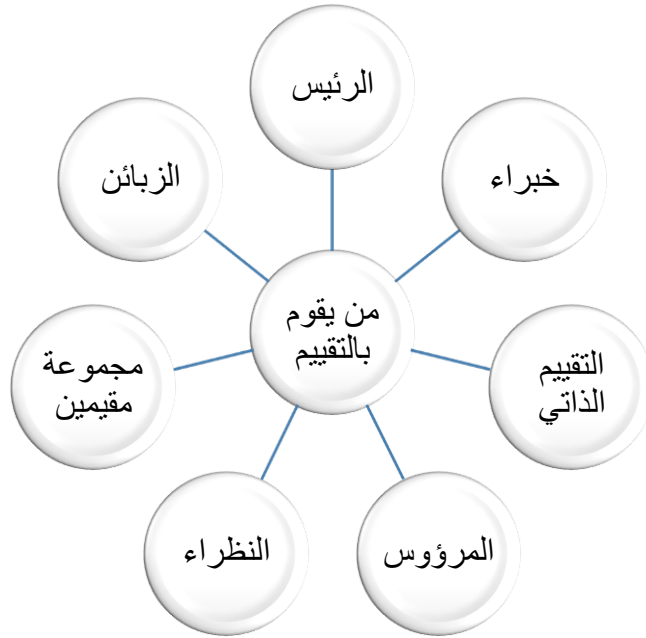 الرئيس
خبراء
التقييم
الذاتي
المرؤوس
النظراء
مجموعة
مقيمين
الزبائن
من يقوم
بالتقييم